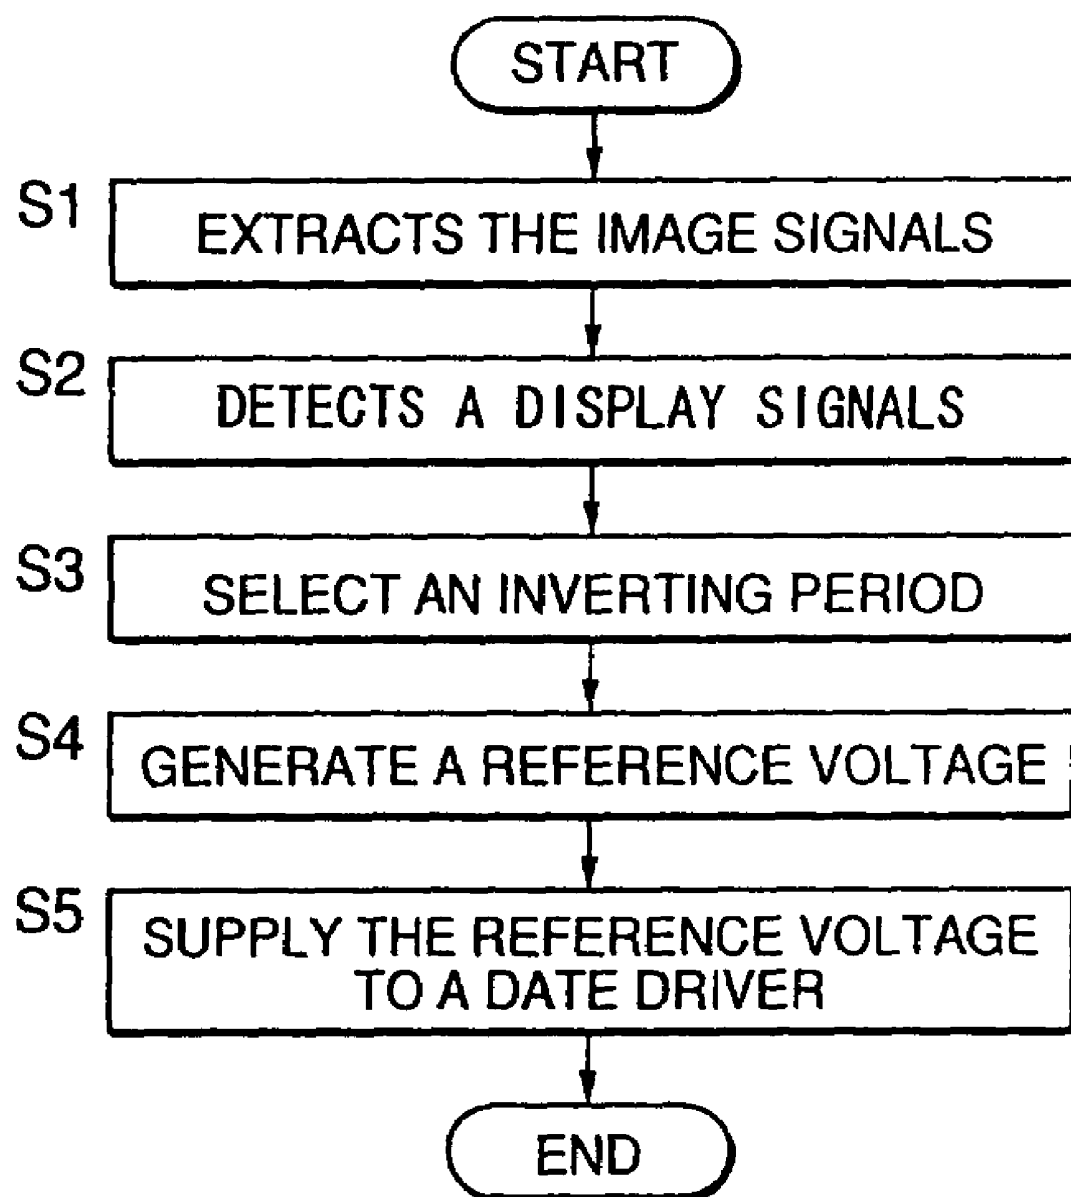 START
S1
EXTRACTS THE IMAGE SIGNALS
S2
DETECTS A DISPLAY SIGNALS
S3
SELECT AN INVERTING PERIOD
S4
GENERATE A REFERENCE VOLTAGE
S5
SUPPLY THE REFERENCE VOLTAGE
TO A DATE DRIVER
END